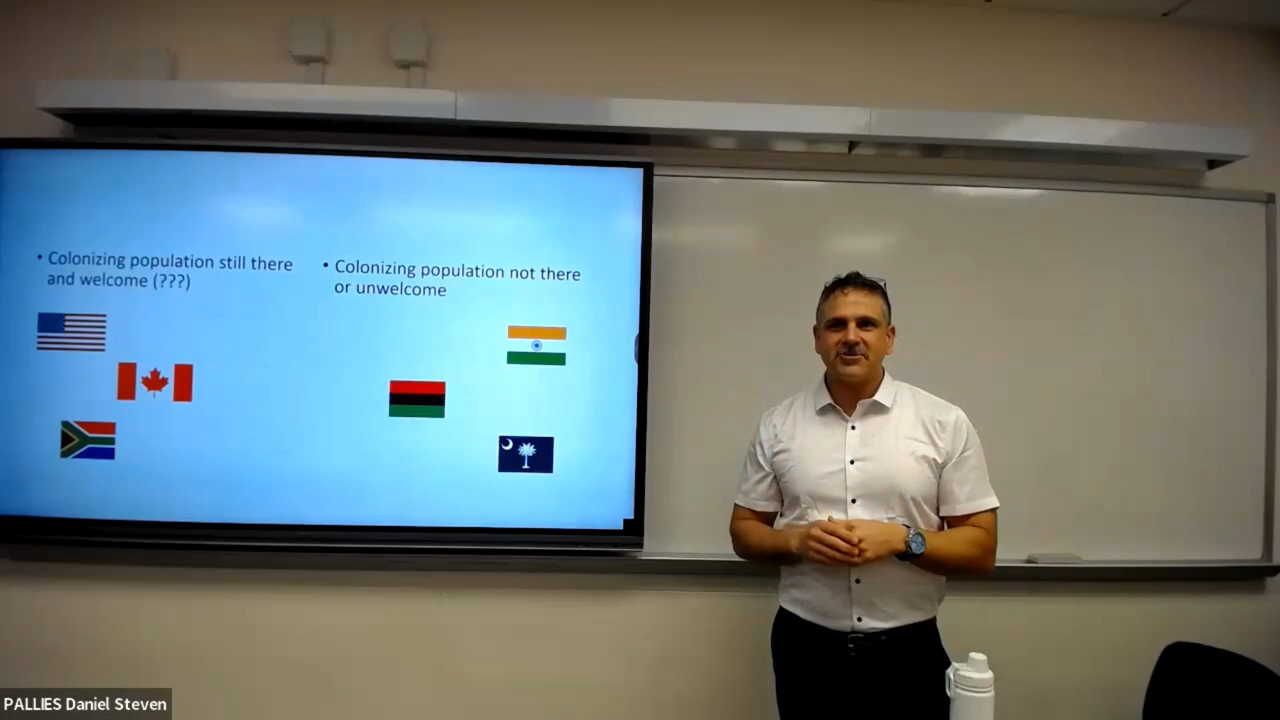 • Colonizing population still there
and welcome (???)
• Colonizing population not there
or unwelcome
PALLIES Daniel Steven